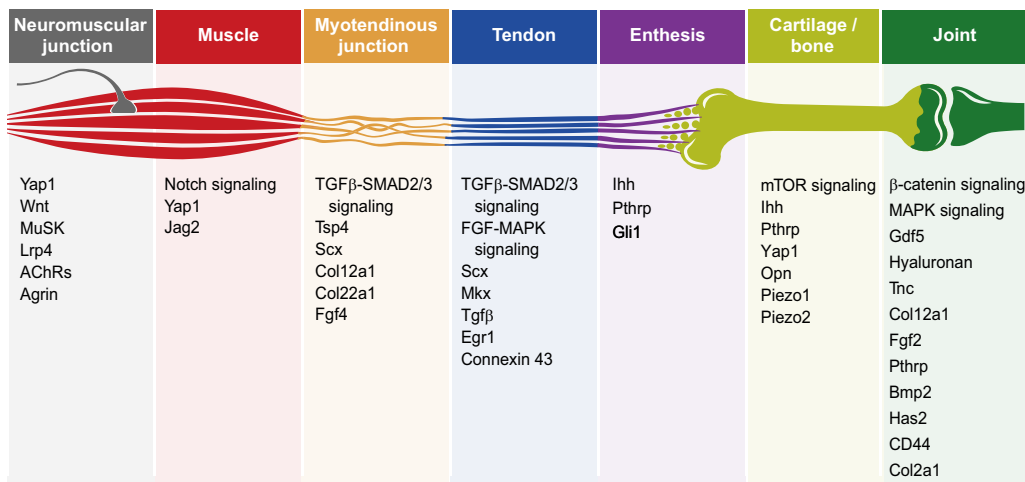 Neuromuscular
junction
Muscle
Myotendinous
junction
Tendon
Enthesis
Cartilage /
bone
Joint
Yap1
Wnt
MuSK
Lrp4
AChRs
Agrin
Notch signaling
Yap1
Jag2
TGFβ-SMAD2/3
signaling
Tsp4
Scx
Col12a1
Col22a1
Fgf4
TGFβ-SMAD2/3
signaling
FGF-MAPK
signaling
Scx
Mkx
Tgfβ
Egr1
Connexin 43
Ihh
Pthrp
Gli1
mTOR signaling
Ihh
Pthrp
Yap1
Opn
Piezo1
Piezo2
β-catenin signaling
MAPK signaling
Gdf5
Hyaluronan
Tnc
Col12a1
Fgf2
Pthrp
Bmp2
Has2
CD44
Col2a1